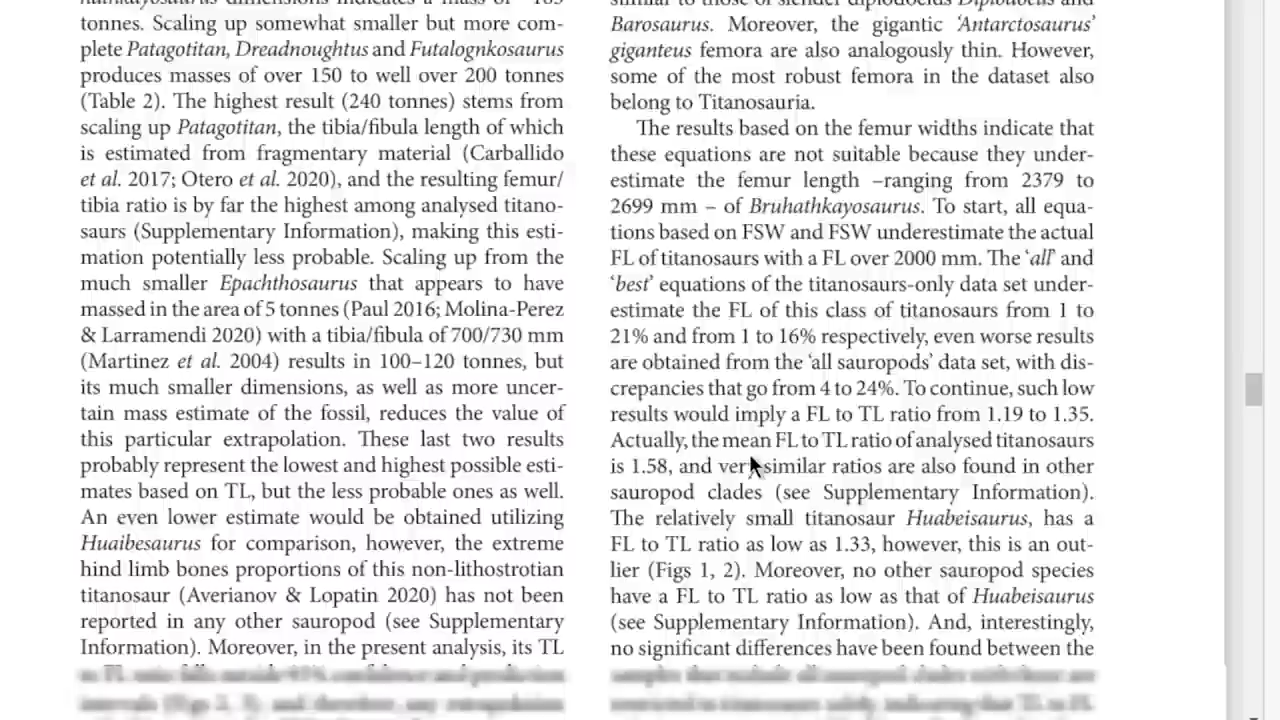 tonnes. Scaling up somewhat smaller but more com-
plete Patagotitan, Dreadnoughtus and Futalognkosaurus
produces masses of over 150 to well over 200 tonnes
(Table 2). The highest result (240 tonnes) stems from
scaling up Patagotitan, the tibia/fibula length of which
is estimated from fragmentary material (Carballido
et al. 2017; Otero et al. 2020), and the resulting femur/
tibia ratio is by far the highest among analysed titano-
saurs (Supplementary Information), making this esti-
mation potentially less probable. Scaling up from the
much smaller Epachthosaurus that appears to have
massed in the area of 5 tonnes (Paul 2016; Molina-Perez
& Larramendi 2020) with a tibia/fibula of 700/730 mm
(Martinez et al. 2004) results in 100–120 tonnes, but
its much smaller dimensions, as well as more uncer-
tain mass estimate of the fossil, reduces the value of
this particular extrapolation. These last two results
probably represent the lowest and highest possible esti-
mates based on TL, but the less probable ones as well.
An even lower estimate would be obtained utilizing
Huaibesaurus for comparison, however, the extreme
hind limb bones proportions of this non-lithostrotian
titanosaur (Averianov & Lopatin 2020) has not been
reported in any other sauropod (see Supplementary
Information). Moreover, in the present analysis, its TL
similar to those of slender diplodocids Diplodocus and
Barosaurus. Moreover, the gigantic ‘Antarctosaurus’
giganteus femora are also analogously thin. However,
some of the most robust femora in the dataset also
belong to Titanosauria.
The results based on the femur widths indicate that
these equations are not suitable because they under-
estimate the femur length –ranging from 2379 to
2699 mm – of Bruhathkayosaurus. To start, all equa-
tions based on FSW and FSW underestimate the actual
FL of titanosaurs with a FL over 2000 mm. The ‘all’ and
‘best’ equations of the titanosaurs-only data set under-
estimate the FL of this class of titanosaurs from 1 to
21% and from 1 to 16% respectively, even worse results
are obtained from the ‘all sauropods’ data set, with dis-
crepancies that go from 4 to 24%. To continue, such low
results would imply a FL to TL ratio from 1.19 to 1.35.
Actually, the mean FL to TL ratio of analysed titanosaurs
is 1.58, and very similar ratios are also found in other
sauropod clades (see Supplementary Information).
The relatively small titanosaur Huabeisaurus, has a
FL to TL ratio as low as 1.33, however, this is an out-
lier (Figs 1, 2). Moreover, no other sauropod species
have a FL to TL ratio as low as that of Huabeisaurus
(see Supplementary Information). And, interestingly,
no significant differences have been found between the